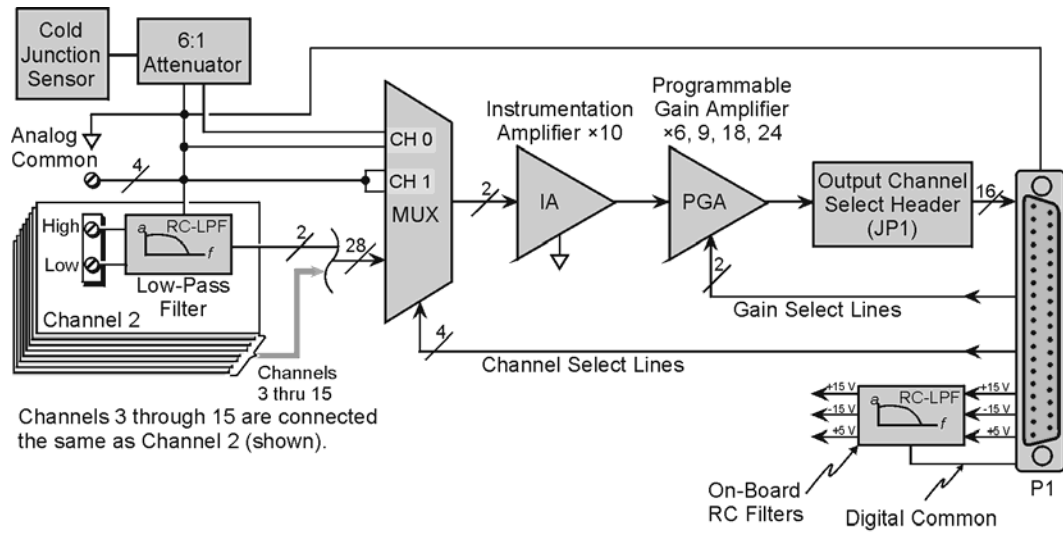 Cold
Junction
Sensor
6:1
Attenuator
Analog
Common
4
High
Low
RC-LPF
a
f
Low-Pass
Filter
Channel 2
2
28
Channels
3 thru 15
Channels 3 through 15 are connected
the same as Channel 2 (shown).
CH 0
CH 1
MUX
2
Instrumentation
Amplifier ×10
IA
Programmable
Gain Amplifier
×6, 9, 18, 24
PGA
Output Channel
Select Header
(JP1)
16
2
Gain Select Lines
4
Channel Select Lines
+15 V
-15 V
+5 V
RC-LPF
a
f
+15 V
-15 V
+5 V
P1
On-Board
RC Filters
Digital Common